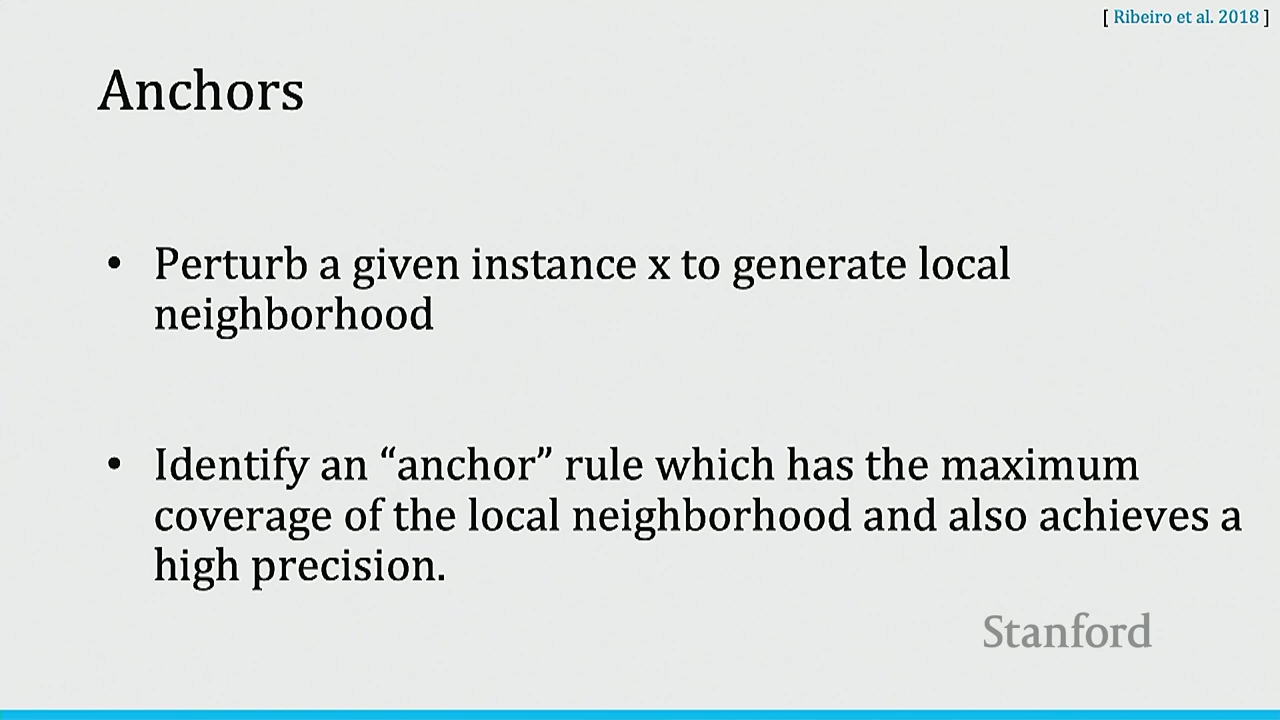 [ Ribeiro et al. 2018 ]
Anchors
• Perturb a given instance x to generate local
neighborhood
• Identify an “anchor” rule which has the maximum
coverage of the local neighborhood and also achieves a
high precision.
Stanford